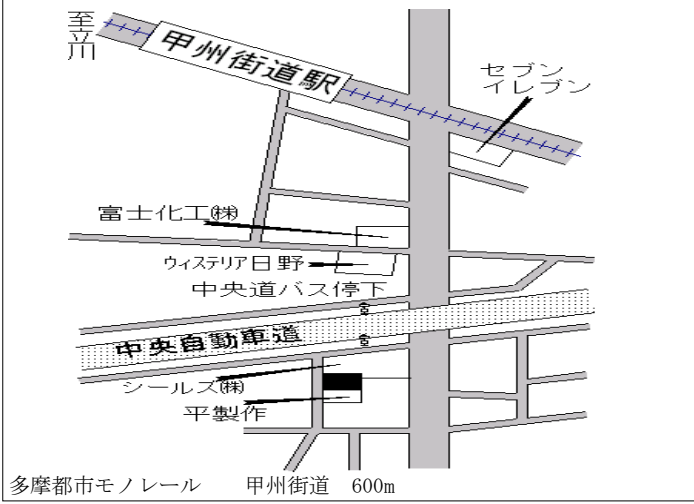 至立川
甲州街道駅
セブン
イレブン
富士化工㈱
ウィステリア日野
中央道バス停下
中央自動車道
シールズ㈱
平製作
多摩都市モノレール　甲州街道　600m